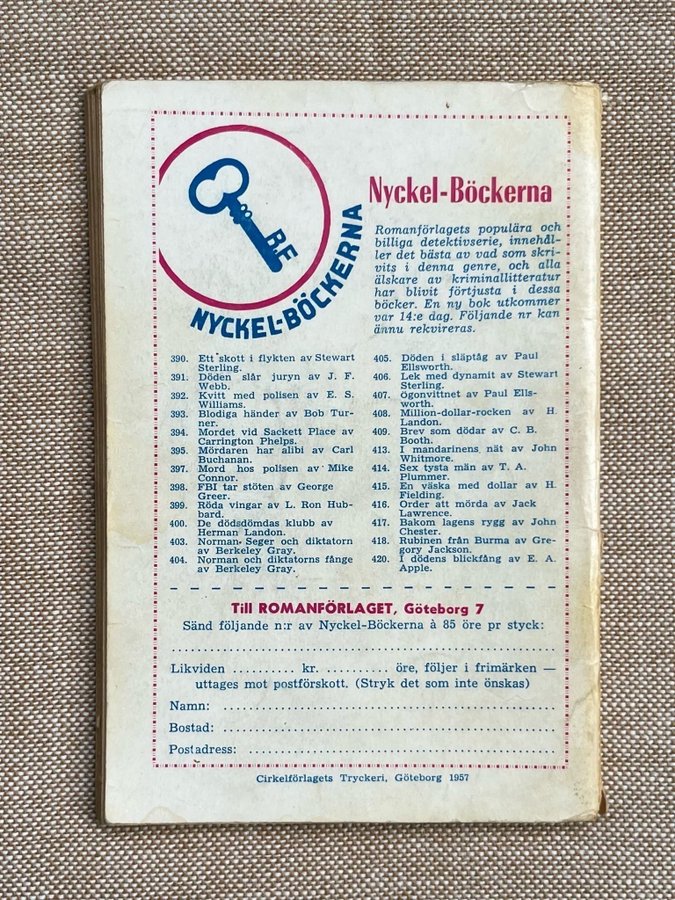 RF
NYCKEL-BÖCKERNA
Nyckel-Böckerna
Romanförlagets populära och
billiga detektivserie, innehål-
ler det bästa av vad som skri-
vits i denna genre, och alla
älskare av kriminallitteratur
har blivit förtjusta i dessa
böcker. En ny bok utkommer
var 14:e dag. Följande nr kan
ännu rekvireras.
390. Ett skott i flykten av Stewart
Sterling.
391. Döden slår juryn av J. F.
Webb.
392. Kvitt med polisen av E. S.
Williams.
393. Blodiga händer av Bob Tur-
ner.
394. Mordet vid Sackett Place av
Carrington Phelps.
395. Mördaren har alibi av Carl
Buchanan.
397. Mord hos polisen av Mike
Connor.
398. FBI tar stöten av George
Greer.
399. Röda vingar av L. Ron Hub-
bard.
400. De dödsdömdas klubb av
Herman Landon.
403. Norman Seger och diktatorn
av Berkeley Gray.
404. Norman och diktatorns fånge
av Berkeley Gray.
405. Döden i släptåg av Paul
Ellsworth.
406. Lek med dynamit av Stewart
Sterling.
407. Ögonvittnet av Paul Ells-
worth.
408. Million-dollar-rocken av H.
Landon.
409. Brev som dödar av C. B.
Booth.
413. I mandarinens nät av John
Whitmore.
414. Sex tysta män av T. A.
Plummer.
415. En väska med dollar av H.
Fielding.
416. Order att mörda av Jack
Lawrence.
417. Bakom lagens rygg av John
Chester.
418. Rubinen från Burma av Gre-
gory Jackson.
420. I dödens blickfång av E. A.
Apple.
Till ROMANFÖRLAGET, Göteborg 7
Sänd följande n:r av Nyckel-Böckerna à 85 öre pr styck:
Likviden .......... kr. .......... öre, följer i frimärken —
uttages mot postförskott. (Stryk det som inte önskas)
Namn:
Bostad:
Postadress:
Cirkelförlagets Tryckeri, Göteborg 1957